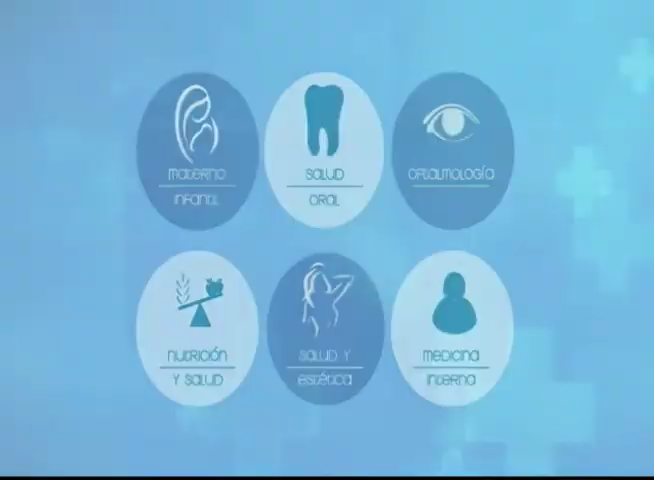 materno
infantil
salud
oral
oftalmología
nutrición
y salud
salud y
estética
medicina
interna